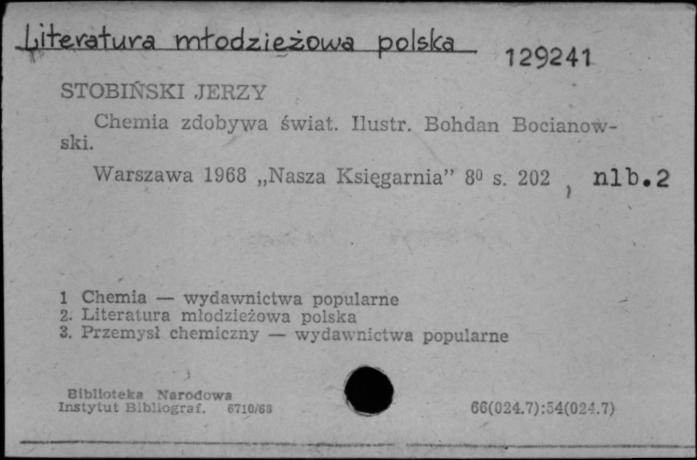 Literatura młodzieżowa polska
129241
STOBIŃSKI JERZY
Chemia zdobywa świat. Ilustr. Bohdan Bocianow-
ski.
Warszawa 1968 „Nasza Księgarnia” 8⁰ s. 202 , nlb.2
1 Chemia — wydawnictwa popularne
2. Literatura młodzieżowa polska
3. Przemysł chemiczny — wydawnictwa popularne
Biblioteka Narodowa
Instytut Bibliograf. 6710/68
66(024.7):54(024.7)